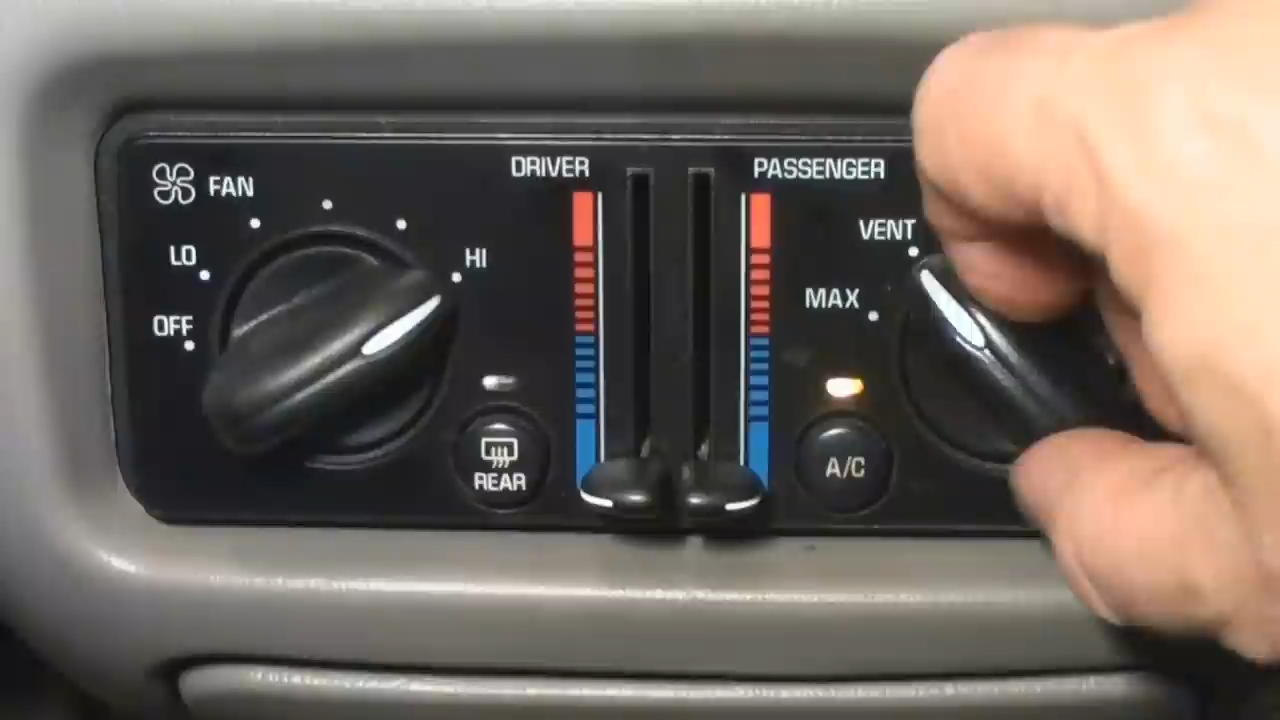 FAN
LO
OFF
HI
REAR
DRIVER
PASSENGER
VENT
MAX
A/C